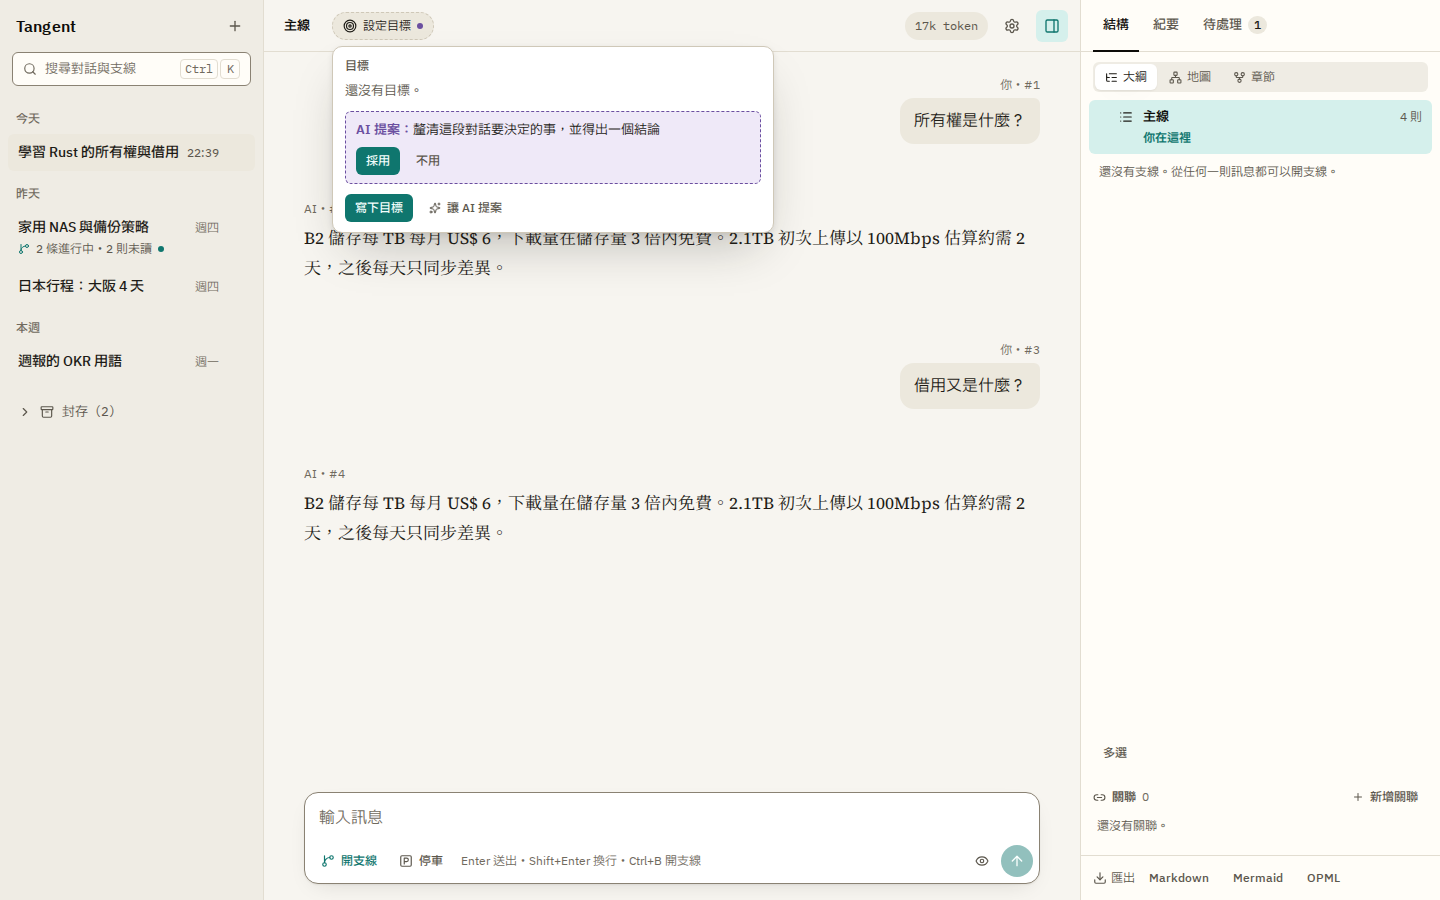 Tangent
搜尋對話與支線 Ctrl K
今天
學習 Rust 的所有權與借用 22:39
昨天
家用 NAS 與備份策略 週四
2 條進行中・2 則未讀
日本行程：大阪 4 天 週四
本週
週報的 OKR 用語 週一
封存（2）
主線 設定目標 17k token
目標
還沒有目標。
AI 提案：釐清這段對話要決定的事，並得出一個結論
採用 不用
寫下目標 讓 AI 提案
你・#1
所有權是什麼？
AI・
B2 儲存每 TB 每月 US$ 6，下載量在儲存量 3 倍內免費。2.1TB 初次上傳以 100Mbps 估算約需 2
天，之後每天只同步差異。
你・#3
借用又是什麼？
AI・#4
B2 儲存每 TB 每月 US$ 6，下載量在儲存量 3 倍內免費。2.1TB 初次上傳以 100Mbps 估算約需 2
天，之後每天只同步差異。
輸入訊息
開支線 停車 Enter 送出・Shift+Enter 換行・Ctrl+B 開支線
結構 紀要 待處理 1
大綱 地圖 章節
主線 4 則
你在這裡
還沒有支線。從任何一則訊息都可以開支線。
多選
關聯 0 新增關聯
還沒有關聯。
匯出 Markdown Mermaid OPML